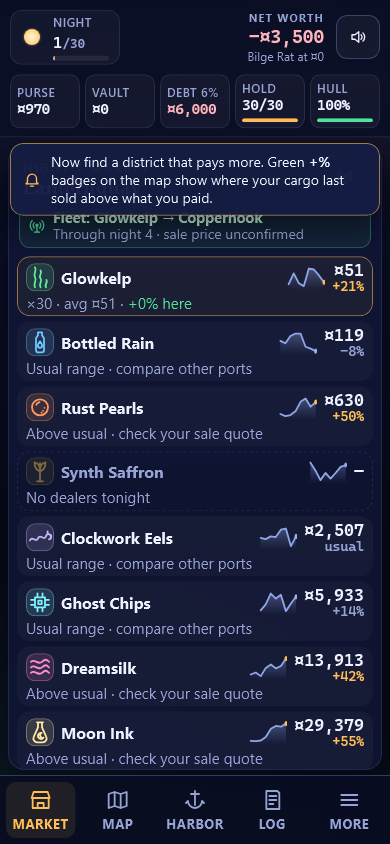 NIGHT
1/30
NET WORTH
−¤3,500
Bilge Rat at ¤0
PURSE
¤970
VAULT
¤0
DEBT 6%
¤6,000
HOLD
30/30
HULL
100%
Now find a district that pays more. Green +%
badges on the map show where your cargo last
sold above what you paid.
Fleet: Glowkelp → Coppernook
Through night 4 · sale price unconfirmed
Glowkelp
¤51
+21%
×30 · avg ¤51 · +0% here
Bottled Rain
¤119
−8%
Usual range · compare other ports
Rust Pearls
¤630
+50%
Above usual · check your sale quote
Synth Saffron
–
No dealers tonight
Clockwork Eels
¤2,507
usual
Usual range · compare other ports
Ghost Chips
¤5,933
+14%
Usual range · compare other ports
Dreamsilk
¤13,913
+42%
Above usual · check your sale quote
Moon Ink
¤29,379
+55%
Above usual · check your sale quote
MARKET
MAP
HARBOR
LOG
MORE